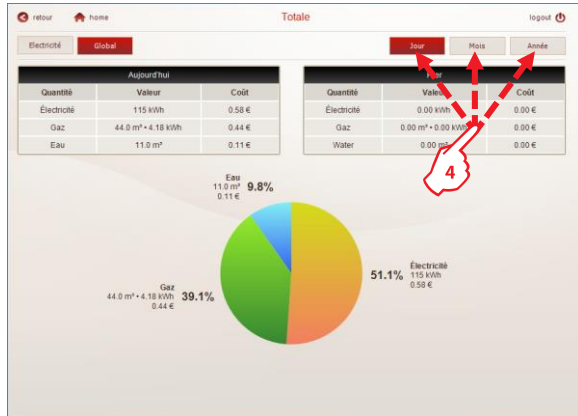 retour home Totale logout
Électricité Global Jour Mois Année
Aujourd'hui
Quantité Valeur Coût
Électricité 115 kWh 0.58 €
Gaz 44.0 m³ • 4.18 kWh 0.44 €
Eau 11.0 m³ 0.11 €
Hier
Quantité Valeur Coût
Électricité 0.00 kWh 0.00 €
Gaz 0.00 m³ • 0.00 kWh 0.00 €
Water 0.00 m³ 0.00 €
4
Eau
11.0 m³ 9.8%
0.11 €
Électricité
51.1% 115 kWh
0.58 €
Gaz
44.0 m³ • 4.18 kWh 39.1%
0.44 €